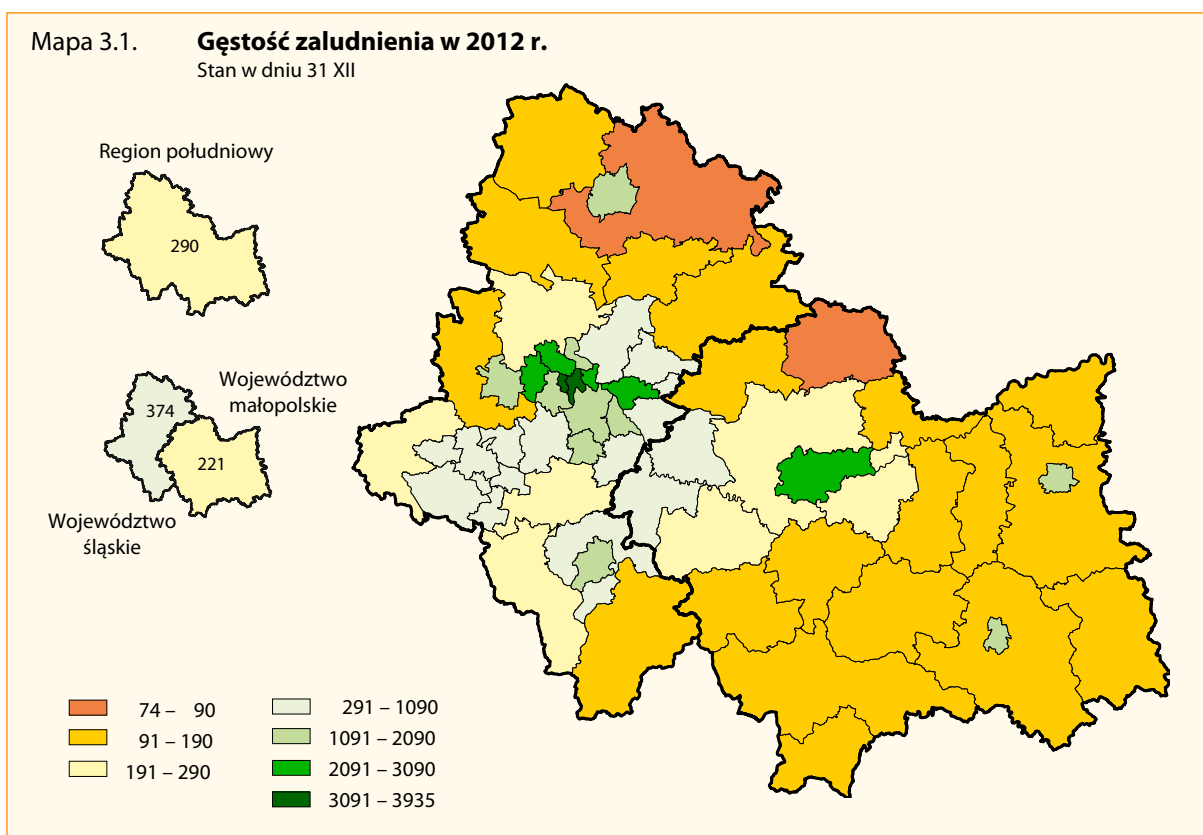 Mapa 3.1. Gęstość zaludnienia w 2012 r.
Stan w dniu 31 XII
Region południowy
290
Województwo
małopolskie
374
221
Województwo
śląskie
74 – 90
91 – 190
191 – 290
291 – 1090
1091 – 2090
2091 – 3090
3091 – 3935